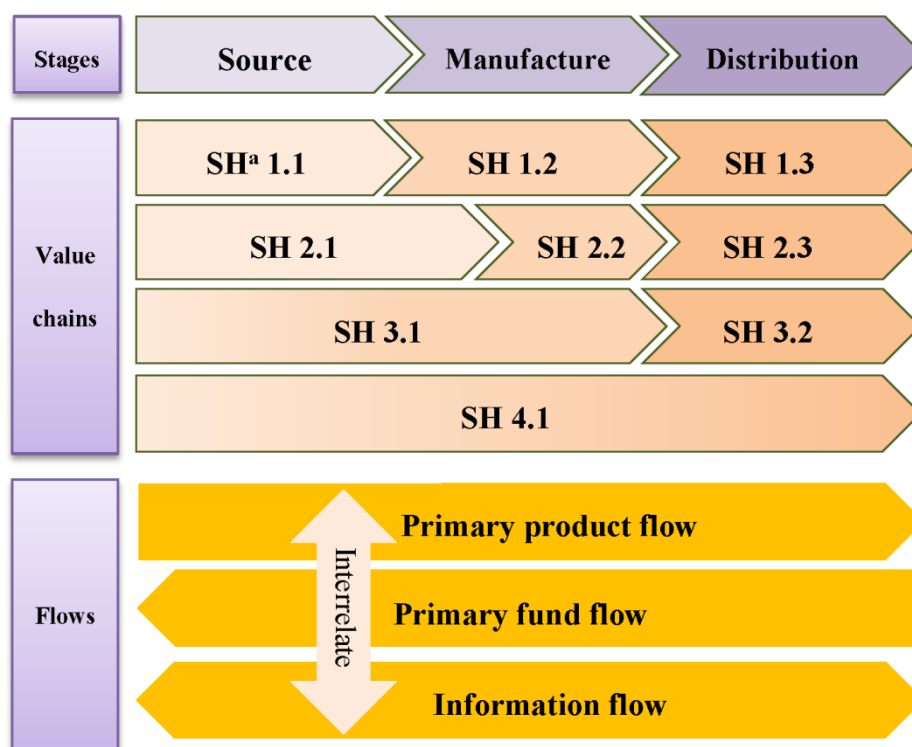 Stages
Source
Manufacture
Distribution
Value
chains
SHᵃ 1.1
SH 1.2
SH 1.3
SH 2.1
SH 2.2
SH 2.3
SH 3.1
SH 3.2
SH 4.1
Flows
Primary product flow
Interrelate
Primary fund flow
Information flow